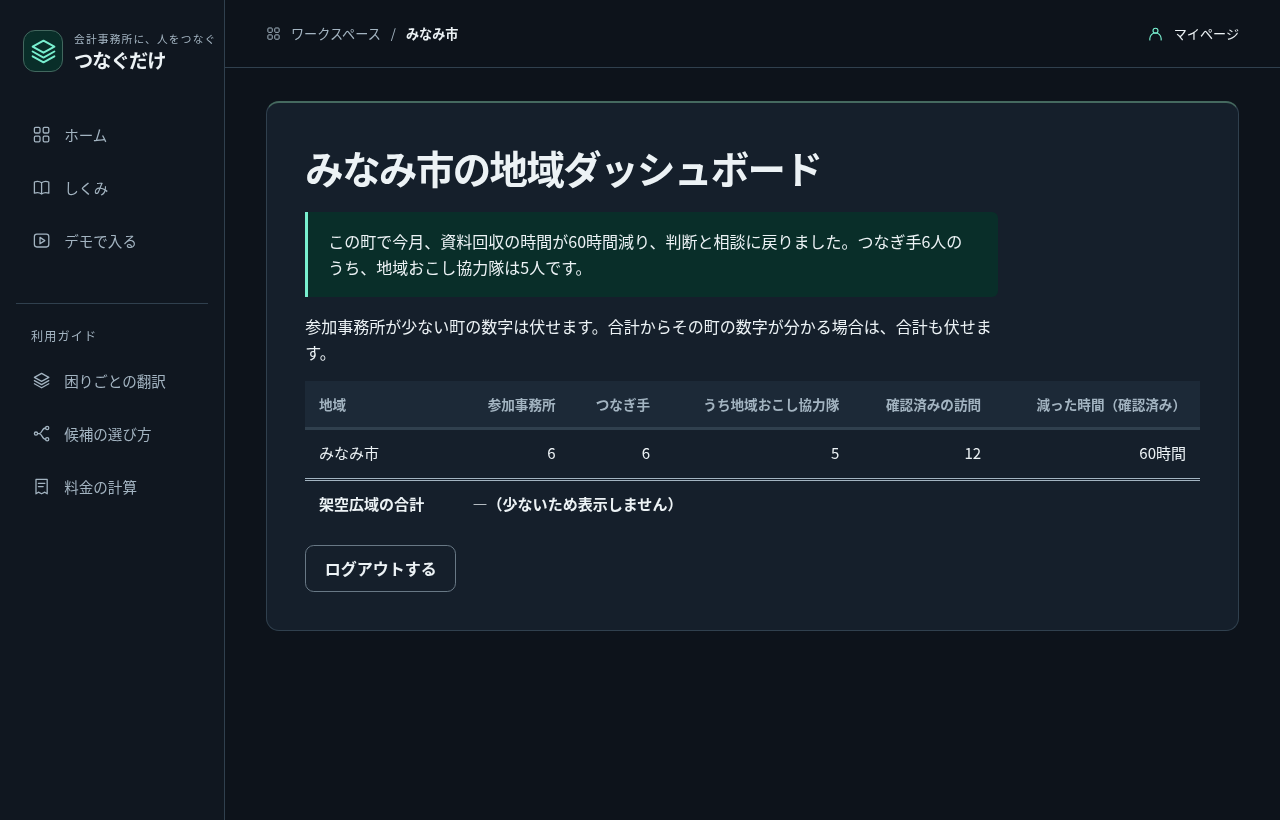 会計事務所に、人をつなぐ
つなぐだけ
ホーム
しくみ
デモで入る
利用ガイド
困りごとの翻訳
候補の選び方
料金の計算
ワークスペース / みなみ市
マイページ
みなみ市の地域ダッシュボード
この町で今月、資料回収の時間が60時間減り、判断と相談に戻りました。つなぎ手6人の
うち、地域おこし協力隊は5人です。
参加事務所が少ない町の数字は伏せます。合計からその町の数字が分かる場合は、合計も伏せま
す。
地域 参加事務所 つなぎ手 うち地域おこし協力隊 確認済みの訪問 減った時間（確認済み）
みなみ市 6 6 5 12 60時間
架空広域の合計 —（少ないため表示しません）
ログアウトする